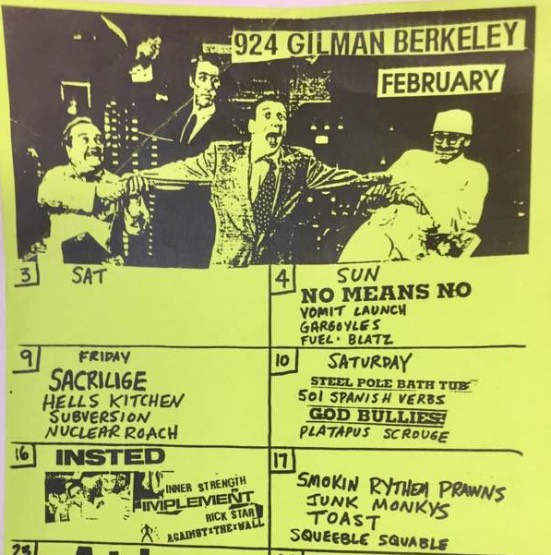 924 GILMAN BERKELEY
FEBRUARY
3 SAT
4 SUN
NO MEANS NO
VOMIT LAUNCH
GARGOYLES
FUEL · BLATZ
9 FRIDAY
SACRILIGE
HELLS KITCHEN
SUBVERSION
NUCLEAR ROACH
10 SATURDAY
STEEL POLE BATH TUB
501 SPANISH VERBS
GOD BULLIES!
PLATAPUS SCROUGE
16 INSTED
INNER STRENGTH
IMPLEMENT
RICK STAR
AGAINST:THE:WALL
17
SMOKIN RYTHEM PRAWNS
JUNK MONKYS
TOAST
SQUEEBLE SQUABLE
23